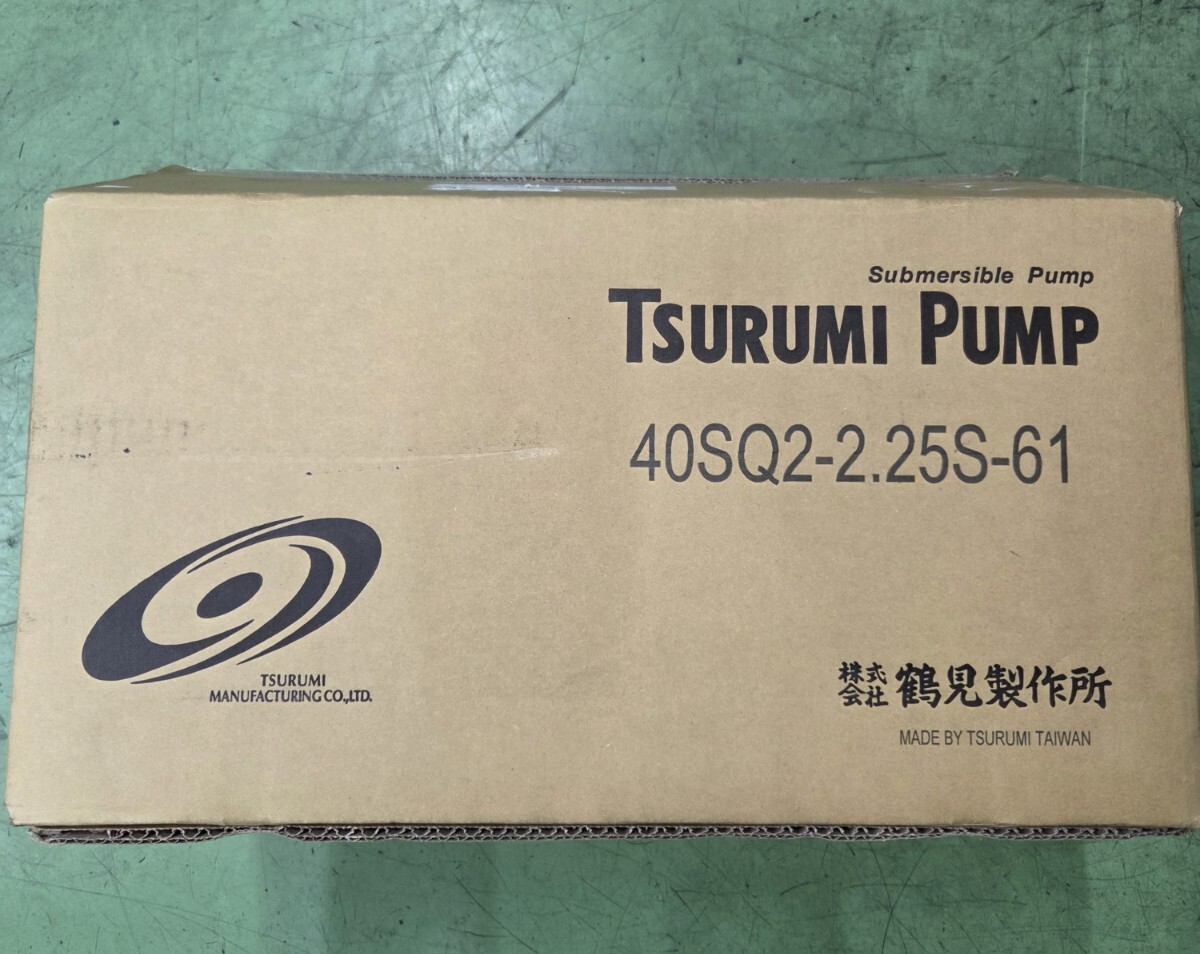 Submersible Pump
TSURUMI PUMP
40SQ2-2.25S-61
TSURUMI
MANUFACTURING CO.,LTD.
株式会社 鶴見製作所
MADE BY TSURUMI TAIWAN